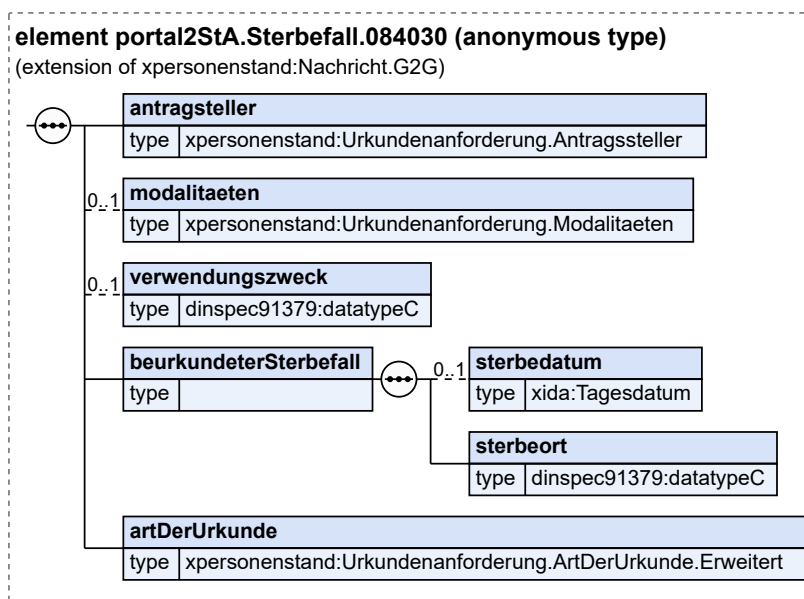 element portal2StA.Sterbefall.084030 (anonymous type)
(extension of xpersonenstand:Nachricht.G2G)
antragsteller
type xpersonenstand:Urkundenanforderung.Antragssteller
0..1 modalitaeten
type xpersonenstand:Urkundenanforderung.Modalitaeten
0..1 verwendungszweck
type dinspec91379:datatypeC
beurkundeterSterbefall
type
0..1 sterbedatum
type xida:Tagesdatum
sterbeort
type dinspec91379:datatypeC
artDerUrkunde
type xpersonenstand:Urkundenanforderung.ArtDerUrkunde.Erweitert